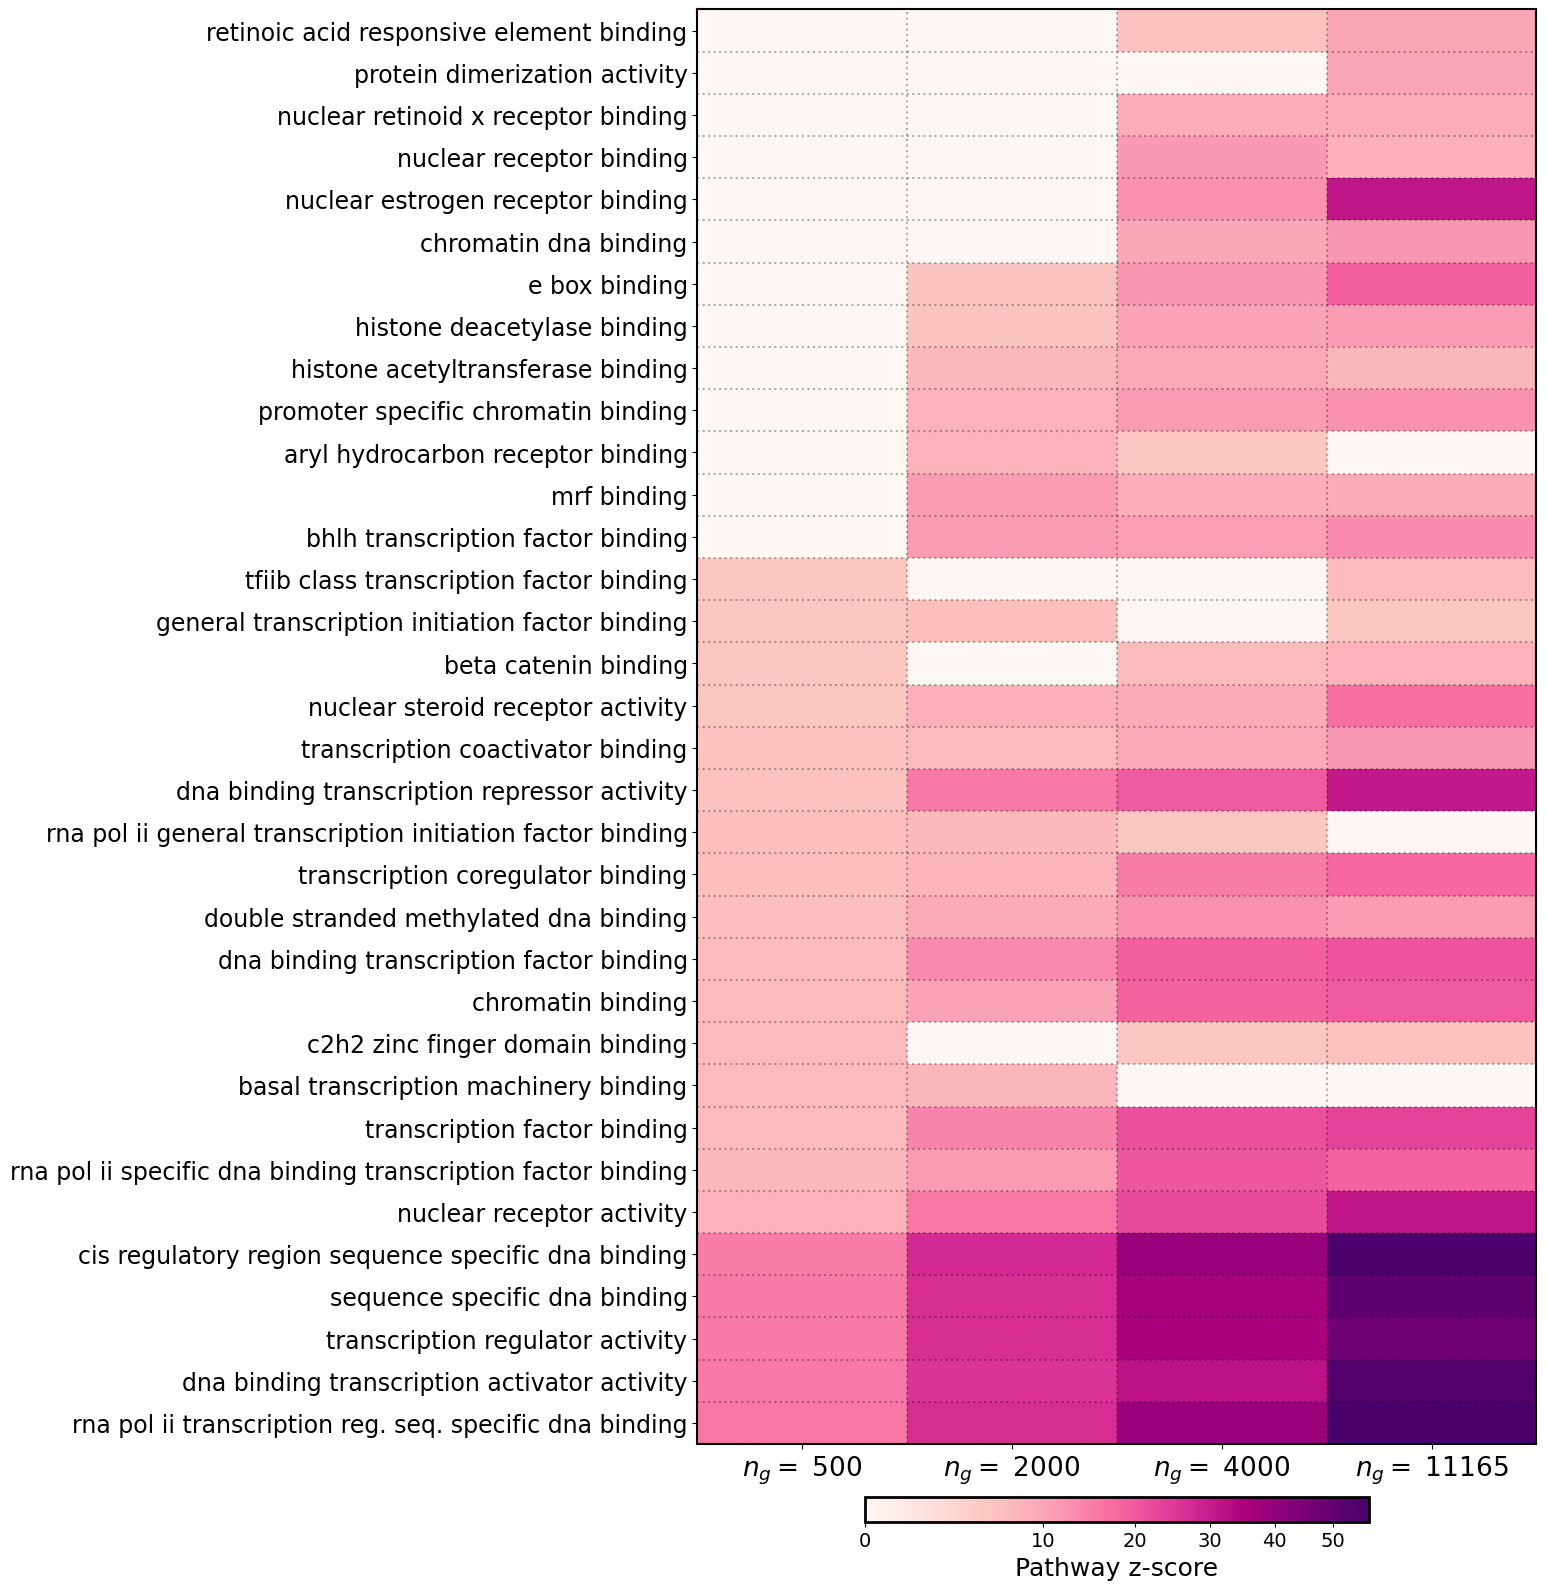 retinoic acid responsive element binding
protein dimerization activity
nuclear retinoid x receptor binding
nuclear receptor binding
nuclear estrogen receptor binding
chromatin dna binding
e box binding
histone deacetylase binding
histone acetyltransferase binding
promoter specific chromatin binding
aryl hydrocarbon receptor binding
mrf binding
bhlh transcription factor binding
tfiib class transcription factor binding
general transcription initiation factor binding
beta catenin binding
nuclear steroid receptor activity
transcription coactivator binding
dna binding transcription repressor activity
rna pol ii general transcription initiation factor binding
transcription coregulator binding
double stranded methylated dna binding
dna binding transcription factor binding
chromatin binding
c2h2 zinc finger domain binding
basal transcription machinery binding
transcription factor binding
rna pol ii specific dna binding transcription factor binding
nuclear receptor activity
cis regulatory region sequence specific dna binding
sequence specific dna binding
transcription regulator activity
dna binding transcription activator activity
rna pol ii transcription reg. seq. specific dna binding
n_g = 500 n_g = 2000 n_g = 4000 n_g = 11165
0 10 20 30 40 50
Pathway z-score